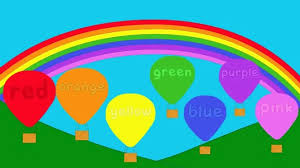 red
orange
yellow
green
blue
purple
pink